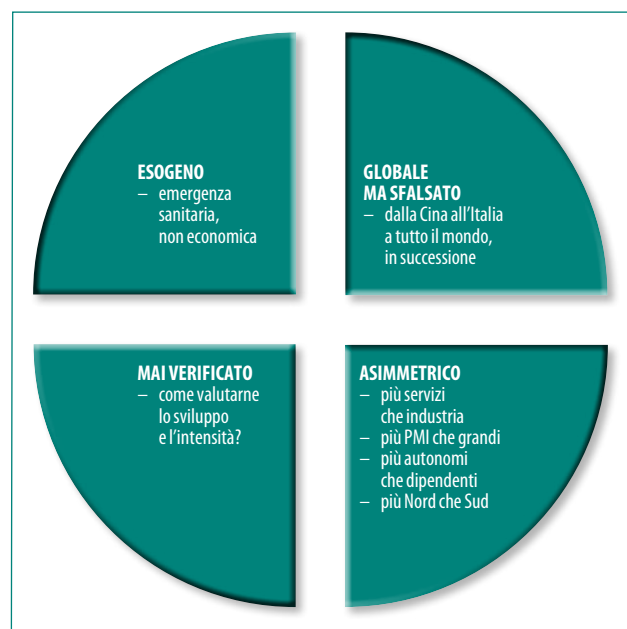 ESOGENO
– emergenza
sanitaria,
non economica
GLOBALE
MA SFALSATO
– dalla Cina all'Italia
a tutto il mondo,
in successione
MAI VERIFICATO
– come valutarne
lo sviluppo
e l'intensità?
ASIMMETRICO
– più servizi
che industria
– più PMI che grandi
– più autonomi
che dipendenti
– più Nord che Sud